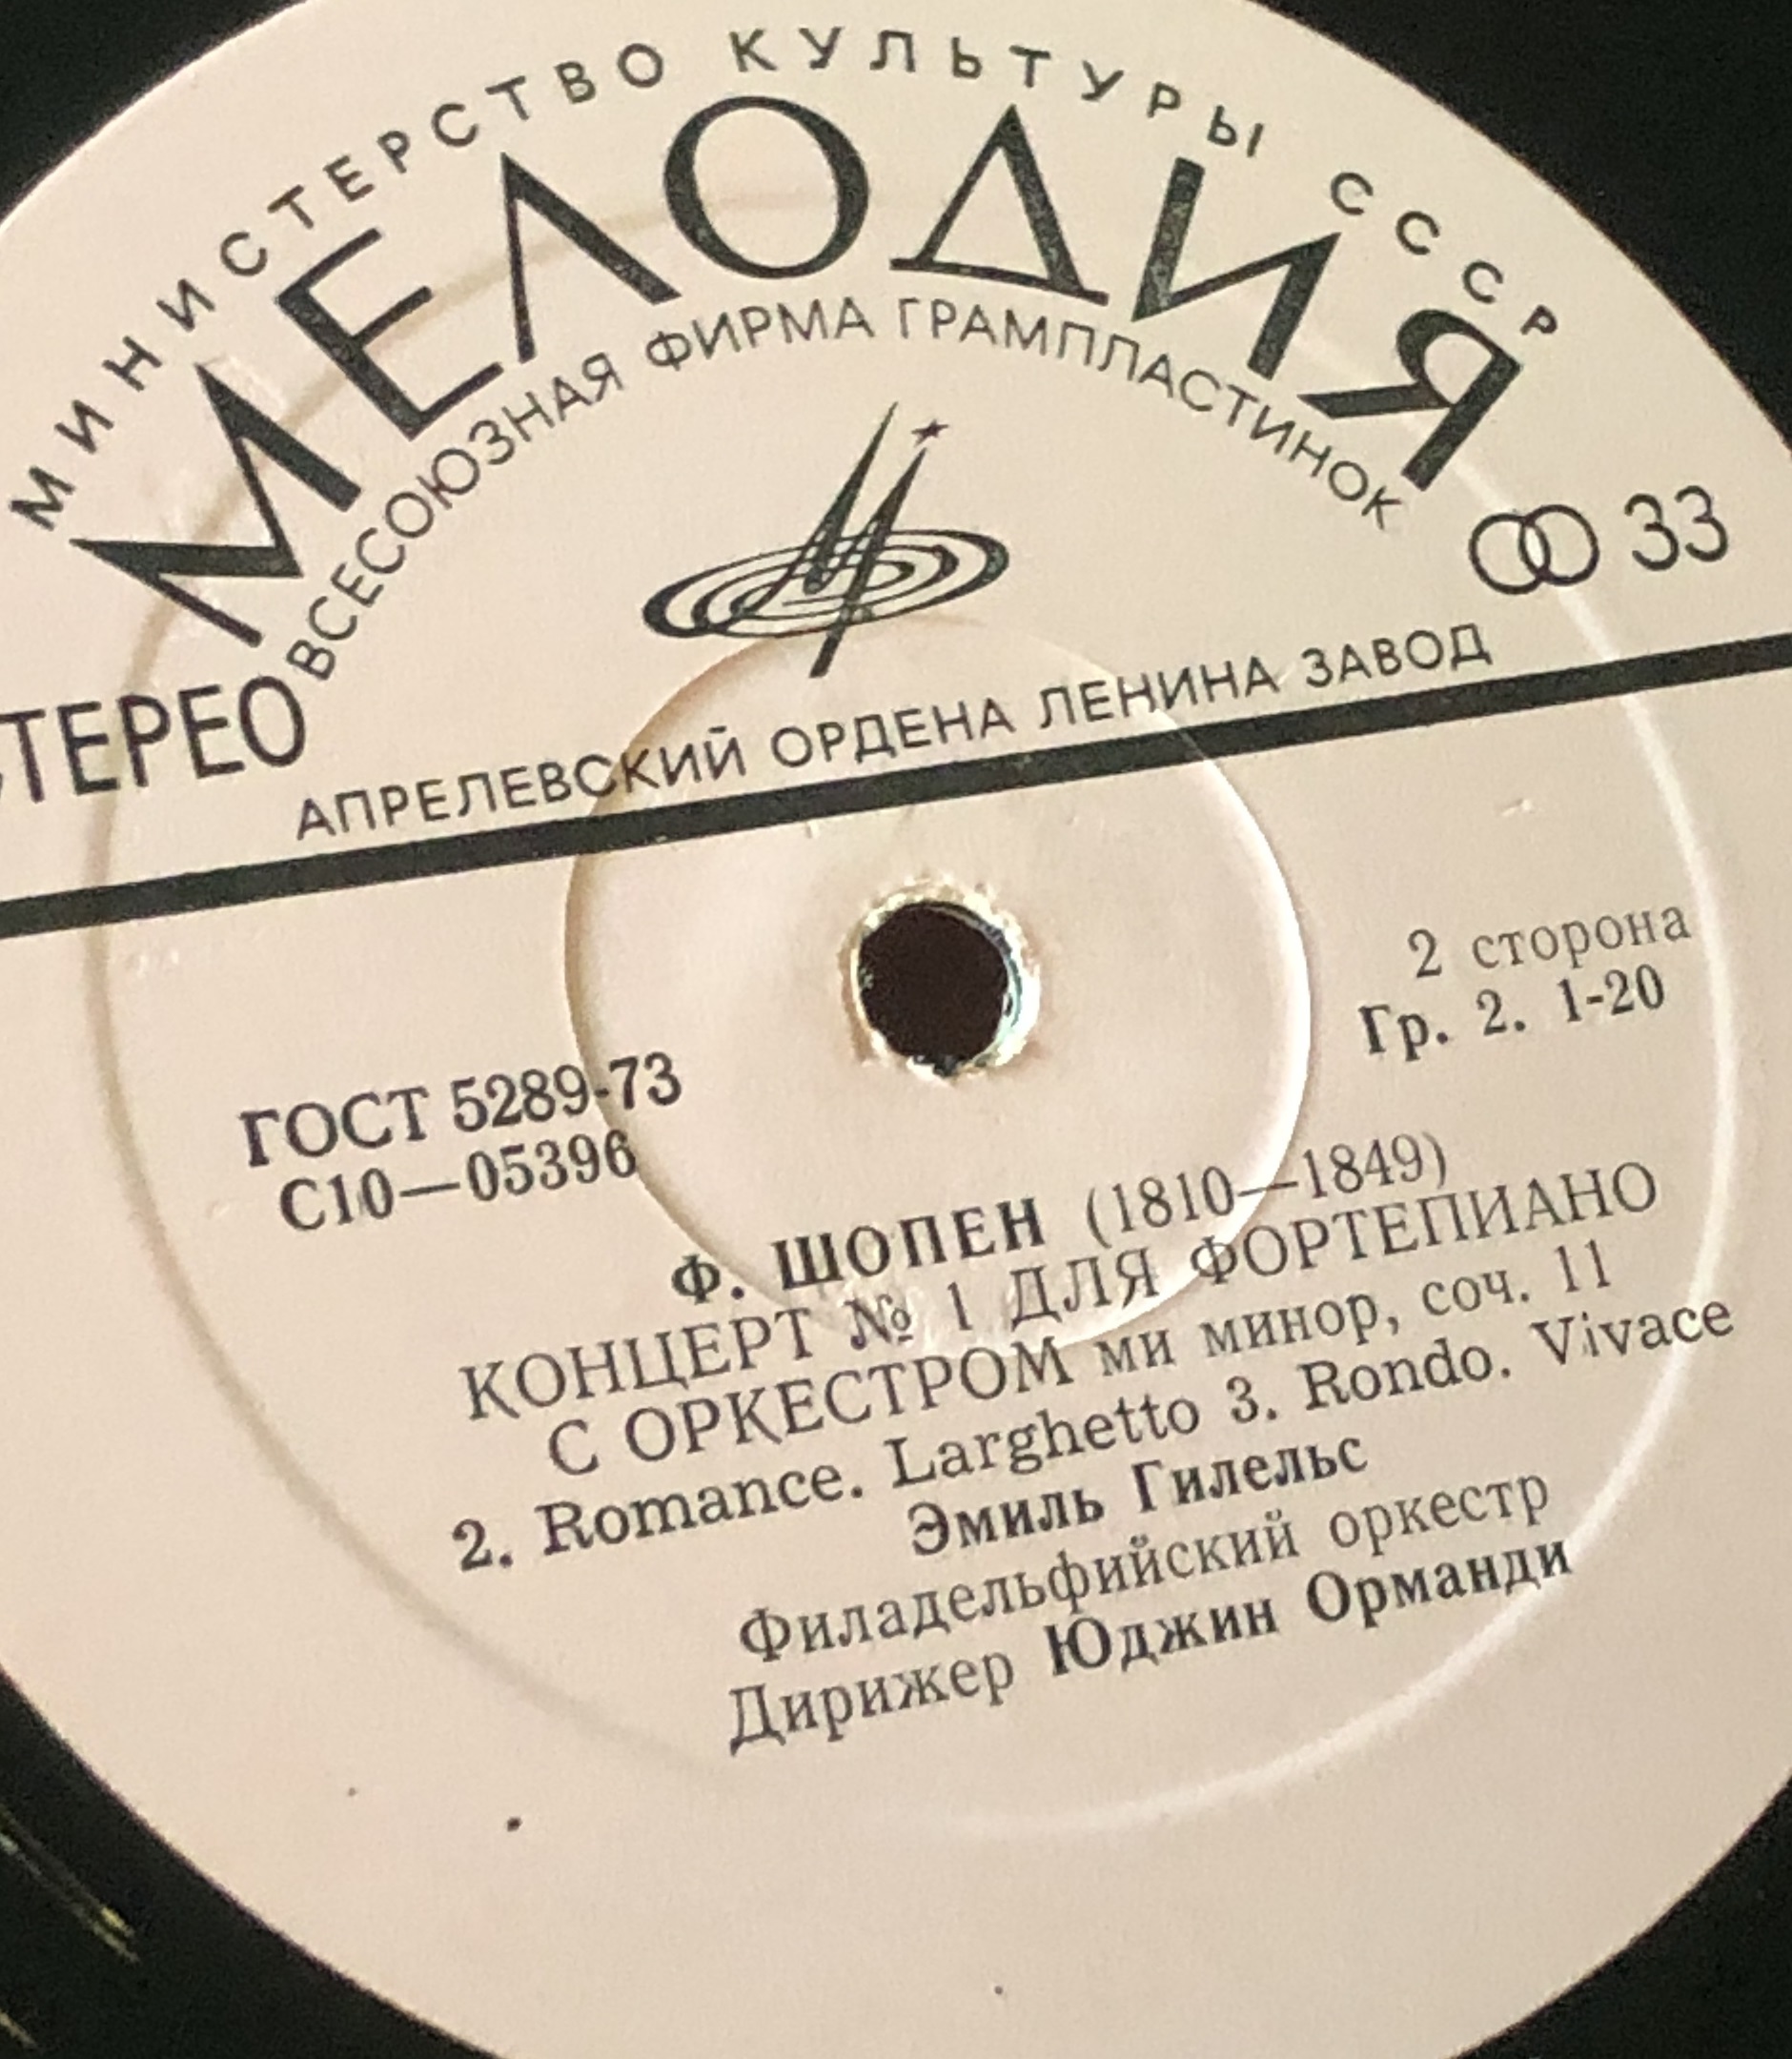 МИНИСТЕРСТВО КУЛЬТУРЫ СССР
МЕЛОДИЯ
ВСЕСОЮЗНАЯ ФИРМА ГРАМПЛАСТИНОК
33
СТЕРЕО
АПРЕЛЕВСКИЙ ОРДЕНА ЛЕНИНА ЗАВОД
2 сторона
Гр. 2. 1-20
ГОСТ 5289-73
С10—05396
Ф. ШОПЕН (1810—1849)
КОНЦЕРТ № 1 ДЛЯ ФОРТЕПИАНО
С ОРКЕСТРОМ ми минор, соч. 11
2. Romance. Larghetto 3. Rondo. Vivace
Эмиль Гилельс
Филадельфийский оркестр
Дирижер Юджин Орманди